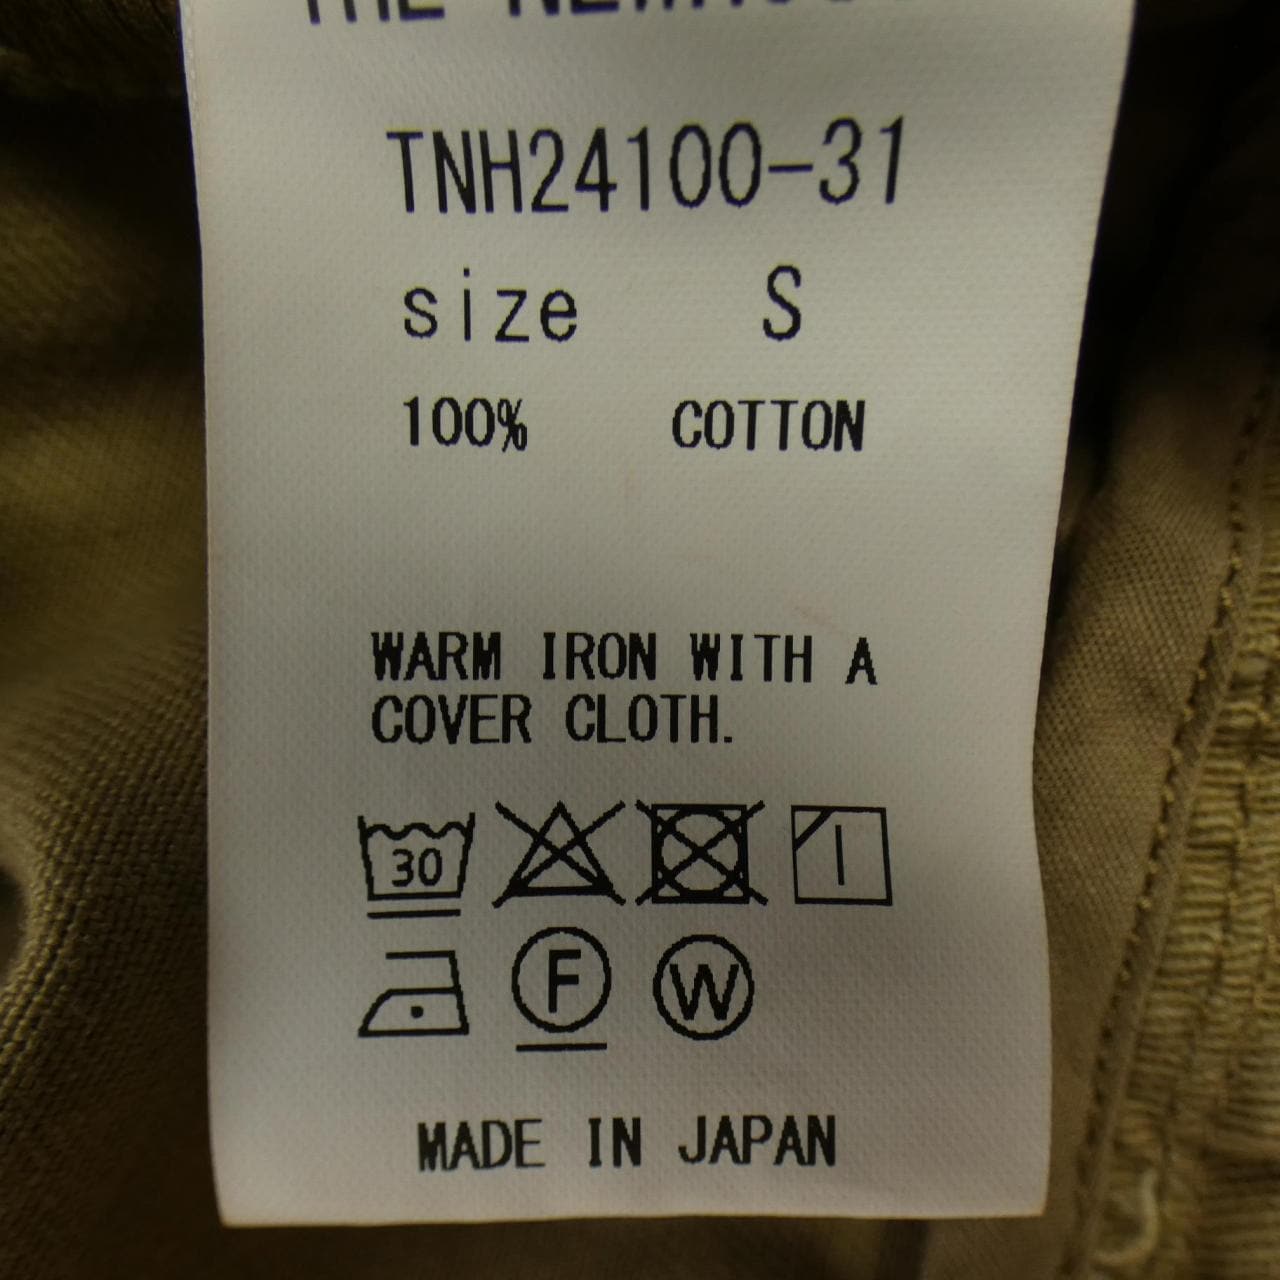 TNH24100-31
size S
100% COTTON
WARM IRON WITH A
COVER CLOTH.
30
F W
MADE IN JAPAN